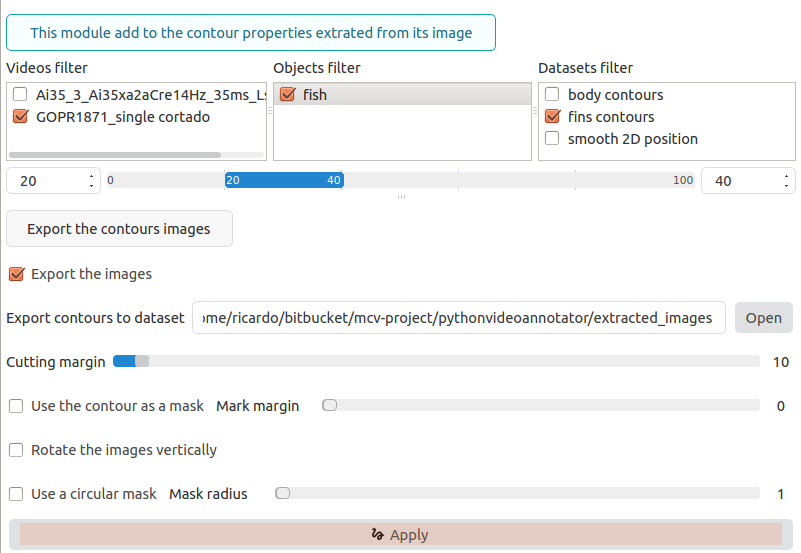 This module add to the contour properties extrated from its image
Videos filter
Objects filter
Datasets filter
Ai35_3_Ai35xa2aCre14Hz_35ms_L
GOPR1871_single cortado
fish
body contours
fins contours
smooth 2D position
20 0 20 40 100 40
Export the contours images
Export the images
Export contours to dataset ome/ricardo/bitbucket/mcv-project/pythonvideoannotator/extracted_images Open
Cutting margin 10
Use the contour as a mask Mark margin 0
Rotate the images vertically
Use a circular mask Mask radius 1
Apply